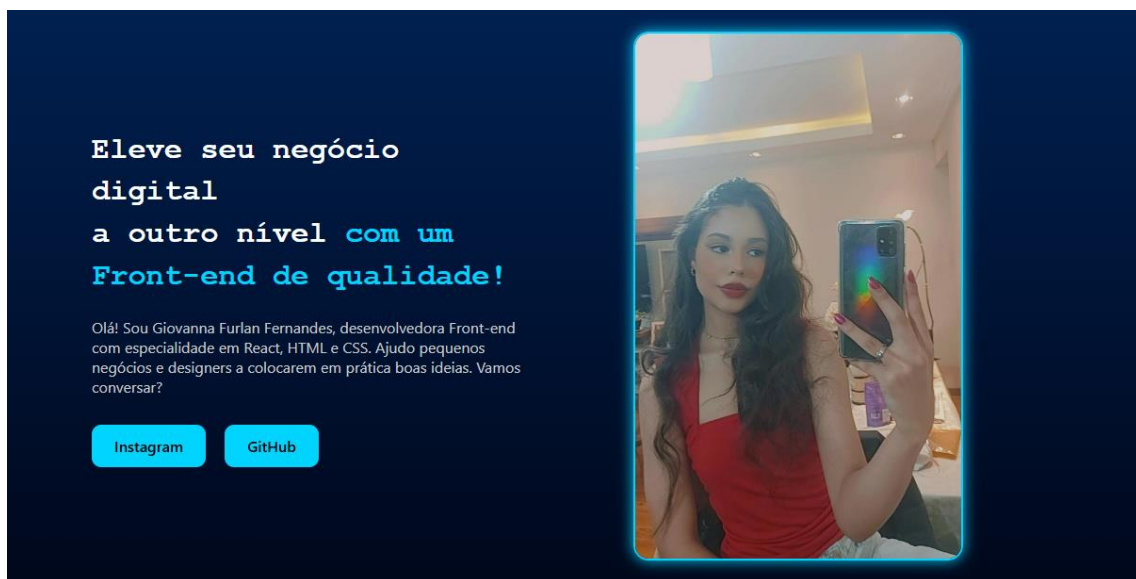 Eleve seu negócio
digital
a outro nível com um
Front-end de qualidade!
Olá! Sou Giovanna Furlan Fernandes, desenvolvedora Front-end
com especialidade em React, HTML e CSS. Ajudo pequenos
negócios e designers a colocarem em prática boas ideias. Vamos
conversar?
Instagram GitHub